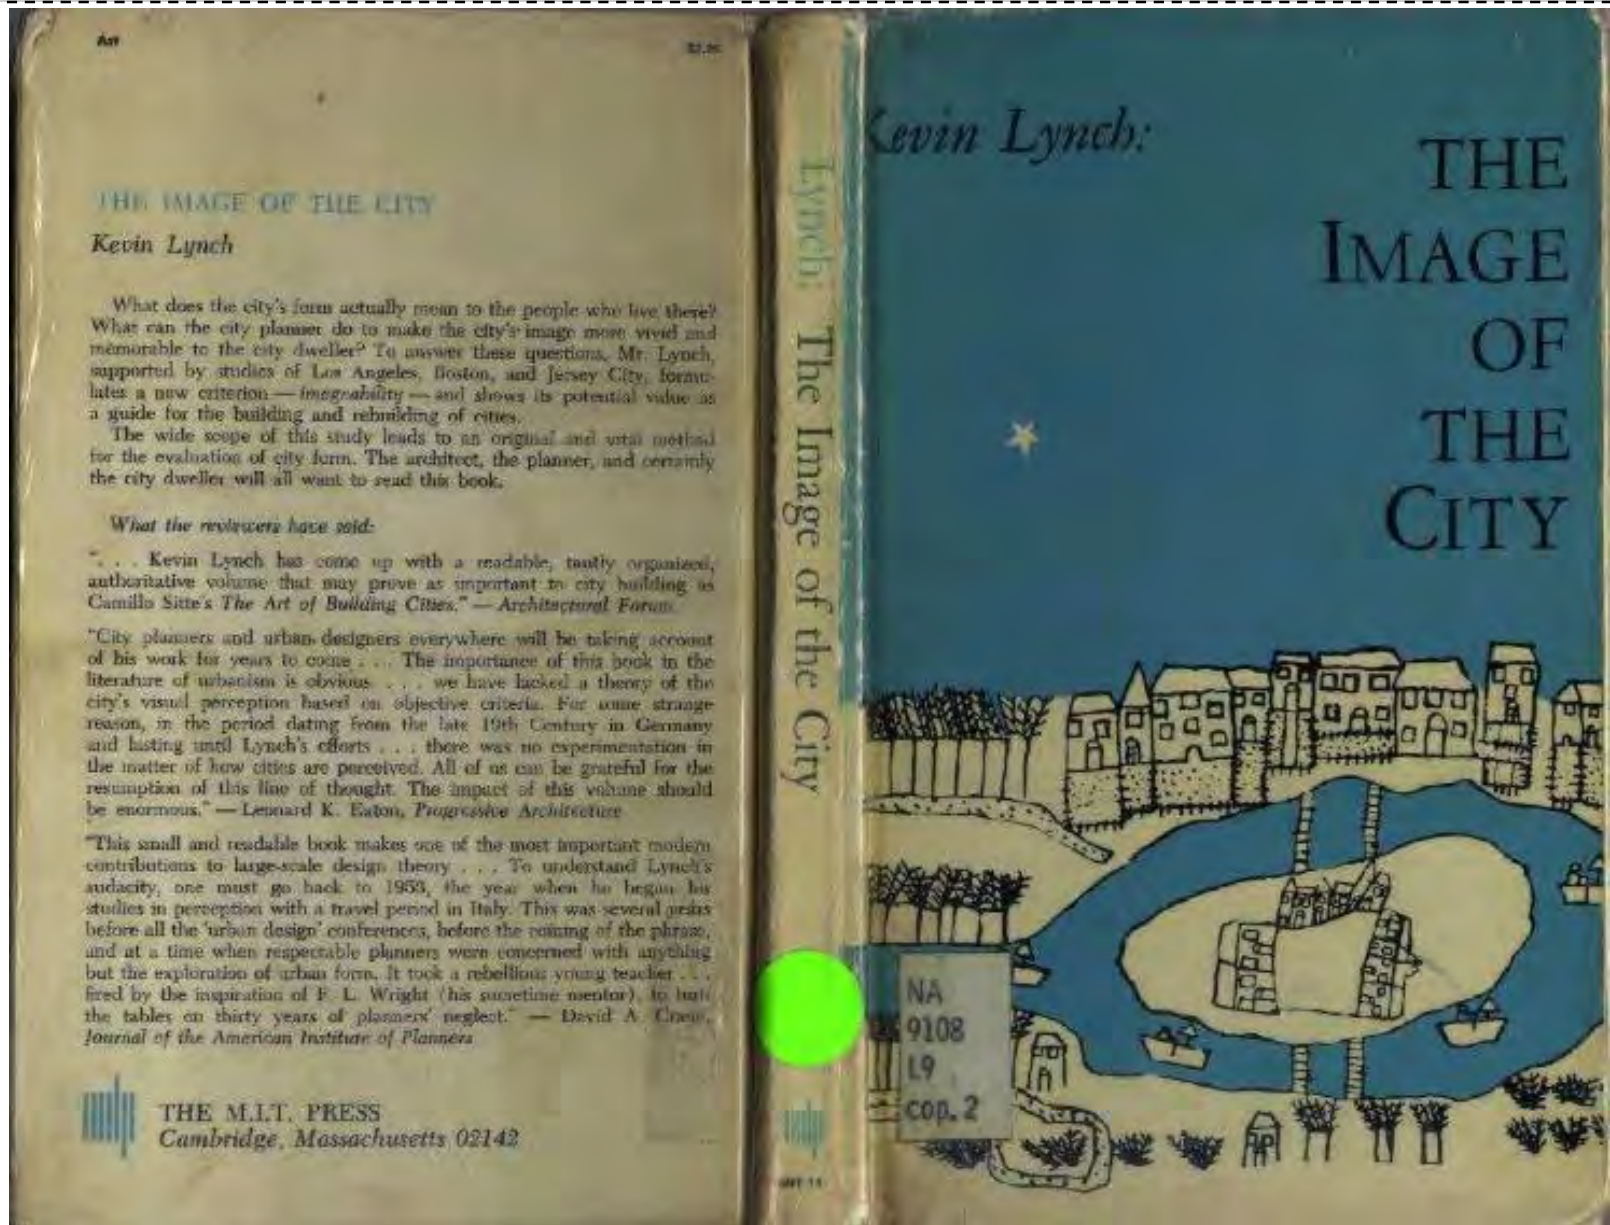 Art
THE IMAGE OF THE CITY
Kevin Lynch
What does the city's form actually mean to the people who live there?
What can the city planner do to make the city's image more vivid and
memorable to the city dweller? To answer these questions, Mr. Lynch,
supported by studies of Los Angeles, Boston, and Jersey City, formu-
lates a new criterion — imageability — and shows its potential value as
a guide for the building and rebuilding of cities.
The wide scope of this study leads to an original and vital method
for the evaluation of city form. The architect, the planner, and certainly
the city dweller will all want to read this book.
What the reviewers have said:
". . . Kevin Lynch has come up with a readable, tautly organized,
authoritative volume that may prove as important to city building as
Camillo Sitte's The Art of Building Cities." — Architectural Forum
"City planners and urban designers everywhere will be taking account
of his work for years to come . . . The importance of this book in the
literature of urbanism is obvious . . . we have lacked a theory of the
city's visual perception based on objective criteria. For some strange
reason, in the period dating from the late 19th Century in Germany
and lasting until Lynch's efforts . . . there was no experimentation in
the matter of how cities are perceived. All of us can be grateful for the
resumption of this line of thought. The impact of this volume should
be enormous." — Leonard K. Eaton, Progressive Architecture
"This small and readable book makes one of the most important modern
contributions to large-scale design theory . . . To understand Lynch's
audacity, one must go back to 1953, the year when he began his
studies in perception with a travel period in Italy. This was several years
before all the 'urban design' conferences, before the coining of the phrase,
and at a time when respectable planners were concerned with anything
but the exploration of urban form. It took a rebellious young teacher . . .
fired by the inspiration of F. L. Wright (his sometime mentor), to turn
the tables on thirty years of planners' neglect." — David A. Crane,
Journal of the American Institute of Planners
THE M.I.T. PRESS
Cambridge, Massachusetts 02142
Lynch: The Image of the City
Kevin Lynch:
THE
IMAGE
OF
THE
CITY
NA
9108
L9
cop. 2